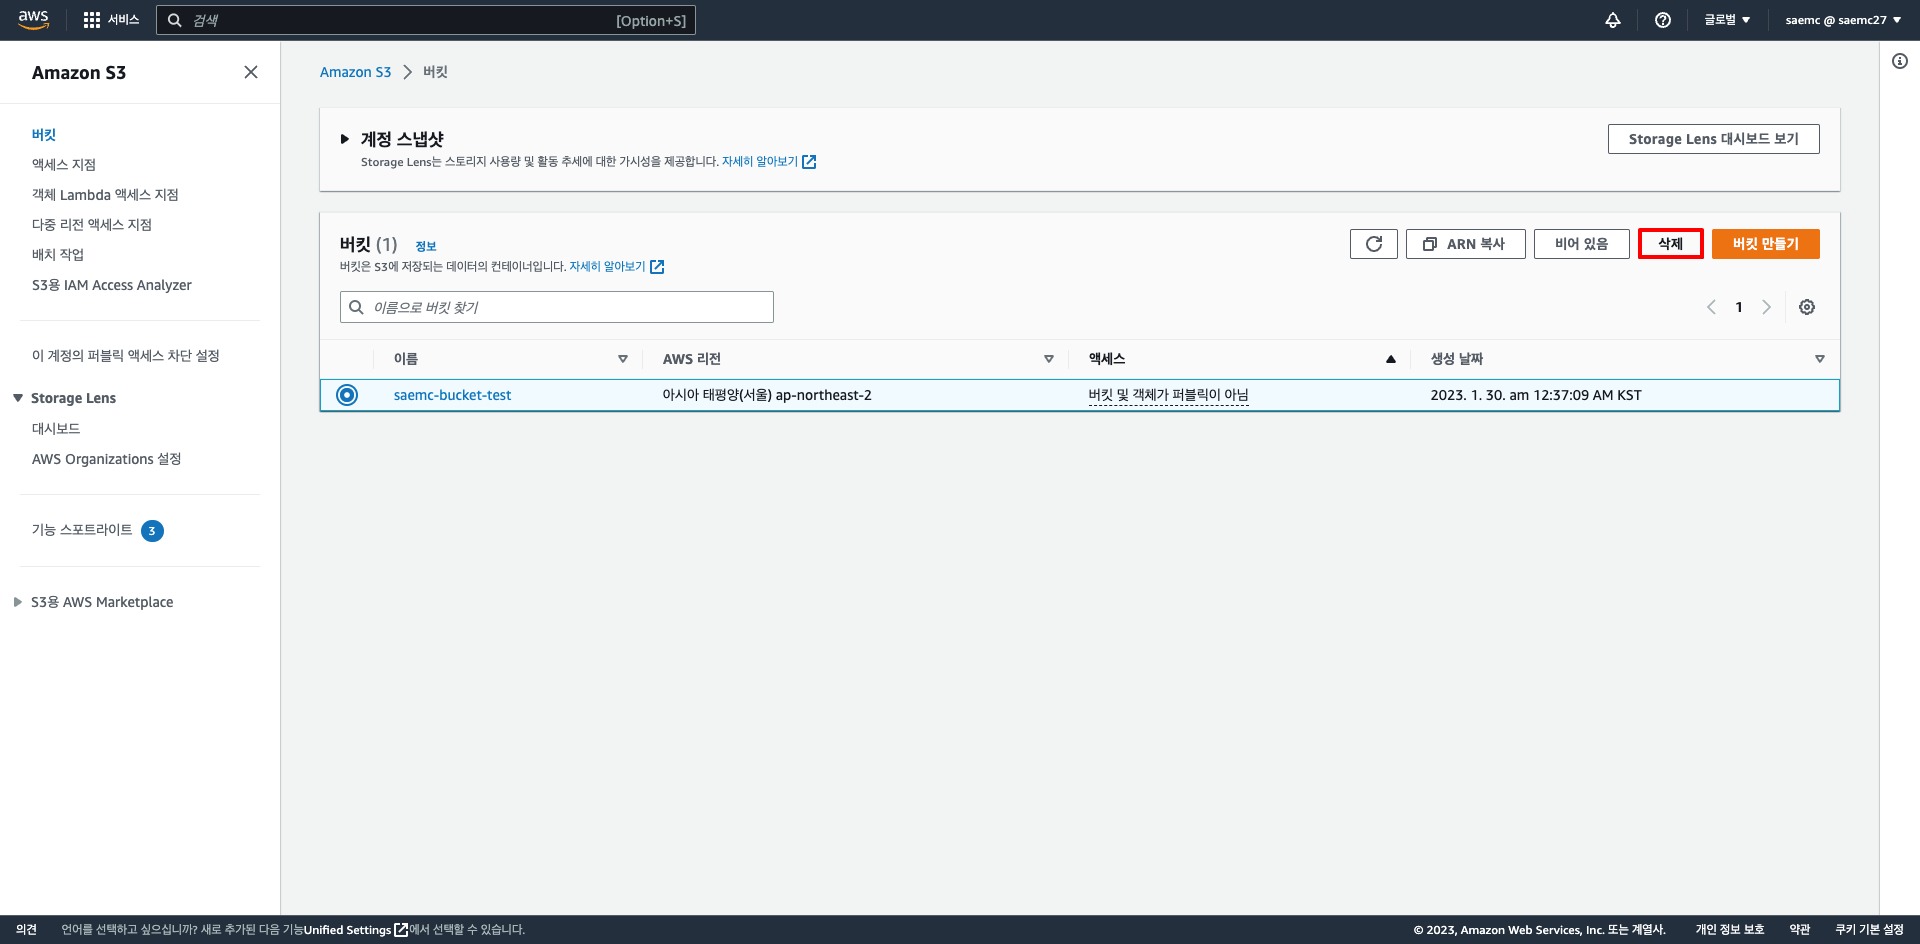 aws
서비스
검색
[Option+S]
글로벌
saemc @ saemc27
Amazon S3
버킷
액세스 지점
객체 Lambda 액세스 지점
다중 리전 액세스 지점
배치 작업
S3용 IAM Access Analyzer
이 계정의 퍼블릭 액세스 차단 설정
Storage Lens
대시보드
AWS Organizations 설정
기능 스포트라이트 3
S3용 AWS Marketplace
Amazon S3 버킷
계정 스냅샷
Storage Lens는 스토리지 사용량 및 활동 추세에 대한 가시성을 제공합니다. 자세히 알아보기
Storage Lens 대시보드 보기
버킷 (1) 정보
버킷은 S3에 저장되는 데이터의 컨테이너입니다. 자세히 알아보기
ARN 복사
비어 있음
삭제
버킷 만들기
이름으로 버킷 찾기
1
이름 AWS 리전 액세스 생성 날짜
saemc-bucket-test 아시아 태평양(서울) ap-northeast-2 버킷 및 객체가 퍼블릭이 아님 2023. 1. 30. am 12:37:09 AM KST
의견
언어를 선택하고 싶으십니까? 새로 추가된 다음 기능Unified Settings에서 선택할 수 있습니다.
© 2023, Amazon Web Services, Inc. 또는 계열사.
개인 정보 보호
약관
쿠키 기본 설정